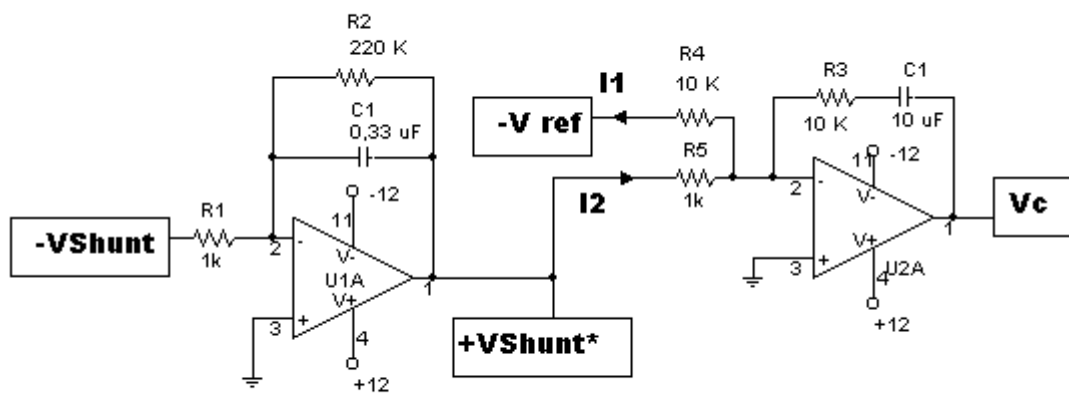 R2
220 K
C1
0,33 uF
-12
11
R1
1k
-VShunt
2
-
V-
U1A
V+
1
3
+
4
+12
+VShunt*
I1
-V ref
R4
10 K
I2
R5
1k
R3
10 K
C1
10 uF
11
-12
2
-
V-
V+
1
Vc
3
+
4
U2A
+12